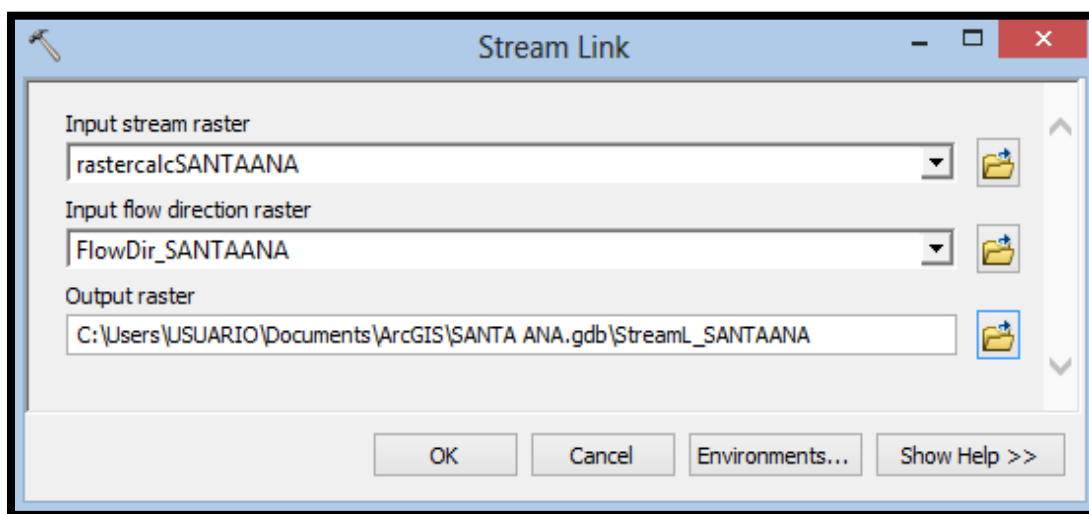 Stream Link
Input stream raster
rastercalcSANTAANA
Input flow direction raster
FlowDir_SANTAANA
Output raster
C:\Users\USUARIO\Documents\ArcGIS\SANTA ANA.gdb\StreamL_SANTAANA
OK Cancel Environments... Show Help >>